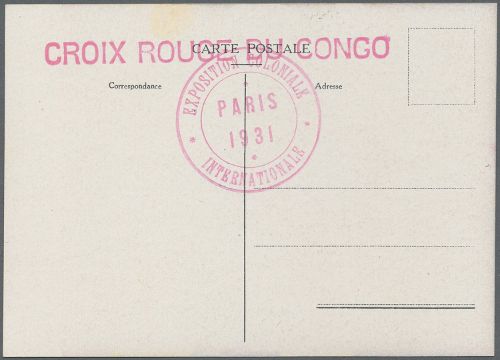 CROIX ROUGE DU CONGO
CARTE POSTALE
Correspondance
Adresse
* EXPOSITION COLONIALE *
PARIS
1931
*
INTERNATIONALE